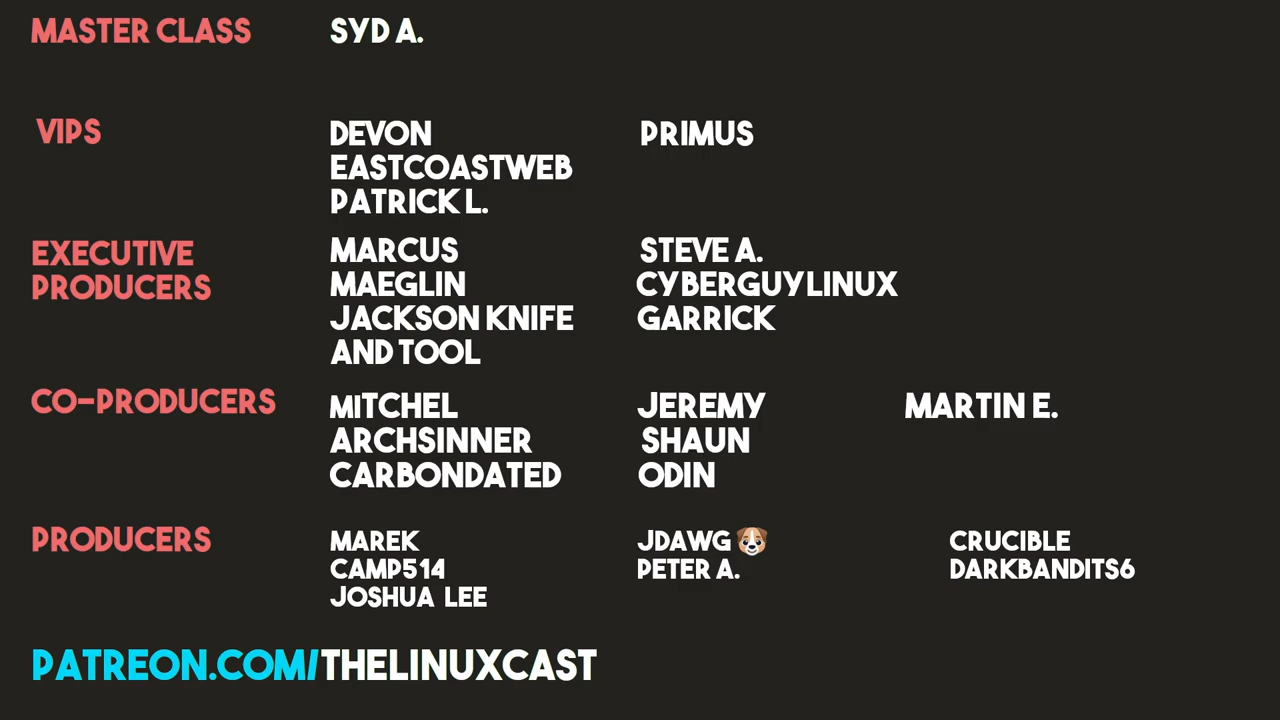 MASTER CLASS SYD A.
VIPS DEVON PRIMUS
EASTCOASTWEB
PATRICK L.
EXECUTIVE PRODUCERS MARCUS STEVE A.
MAEGLIN CYBERGUYLINUX
JACKSON KNIFE GARRICK
AND TOOL
CO-PRODUCERS MITCHEL JEREMY MARTIN E.
ARCHSINNER SHAUN
CARBONDATED ODIN
PRODUCERS MAREK JDAWG🐶 CRUCIBLE
CAMP514 PETER A. DARKBANDITS6
JOSHUA LEE
PATREON.COM/THELINUXCAST